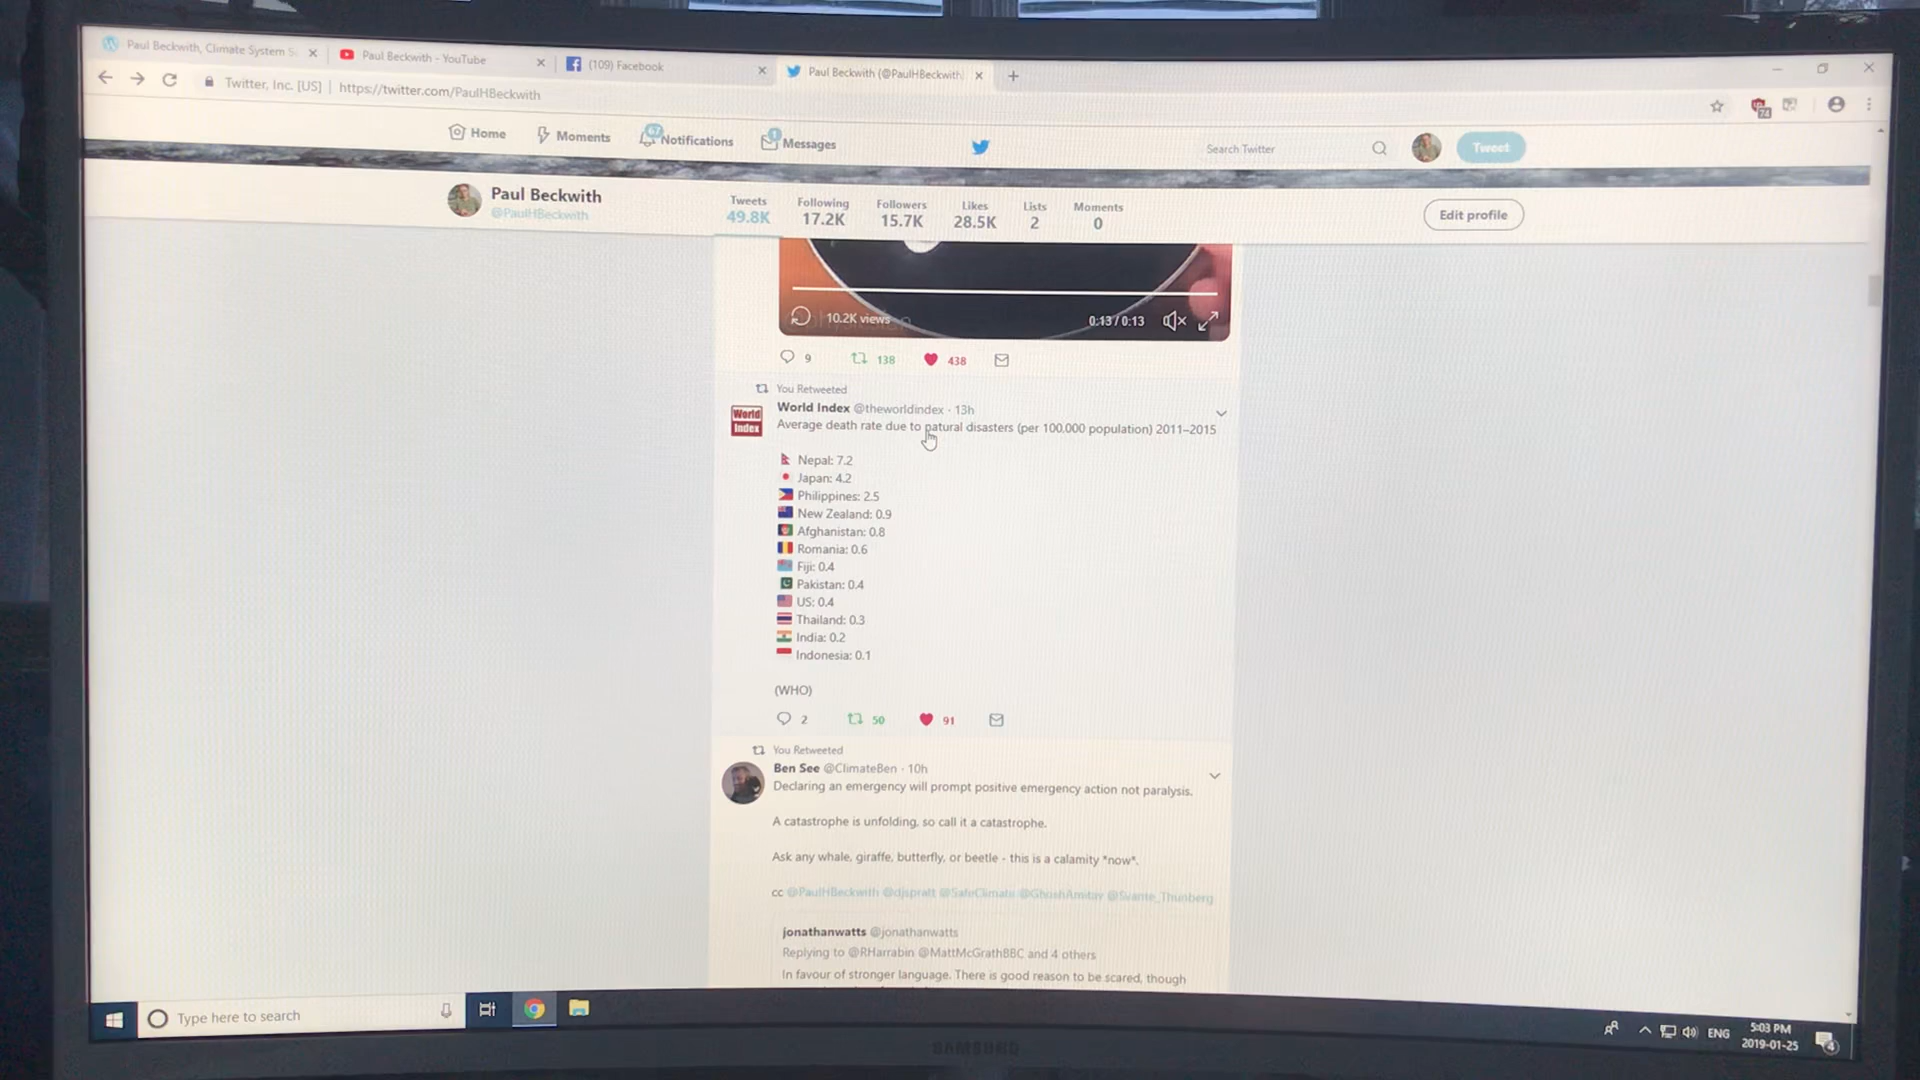 Paul Beckwith, Climate System S
Paul Beckwith - YouTube
(109) Facebook
Paul Beckwith (@PaulHBeckwith
Twitter, Inc. [US] | https://twitter.com/PaulHBeckwith
74
Home
Moments
67 Notifications
1 Messages
Search Twitter
Tweet
Paul Beckwith
@PaulHBeckwith
Tweets 49.8K
Following 17.2K
Followers 15.7K
Likes 28.5K
Lists 2
Moments 0
Edit profile
10.2K views
0:13/0:13
9 138 438
You Retweeted
World Index
World Index @theworldindex · 13h
Average death rate due to natural disasters (per 100.000 population) 2011–2015
Nepal: 7.2
Japan: 4.2
Philippines: 2.5
New Zealand: 0.9
Afghanistan: 0.8
Romania: 0.6
Fiji: 0.4
Pakistan: 0.4
US: 0.4
Thailand: 0.3
India: 0.2
Indonesia: 0.1
(WHO)
2 50 91
You Retweeted
Ben See @ClimateBen · 10h
Declaring an emergency will prompt positive emergency action not paralysis.
A catastrophe is unfolding, so call it a catastrophe.
Ask any whale, giraffe, butterfly, or beetle - this is a calamity *now*.
cc @PaulHBeckwith @djspratt @SafeClimate @GhoshAmitav @Svante_Thunberg
jonathanwatts @jonathanwatts
Replying to @RHarrabin @MattMcGrathBBC and 4 others
In favour of stronger language. There is good reason to be scared, though
Type here to search
ENG
5:03 PM
2019-01-25
4
SAMSUNG